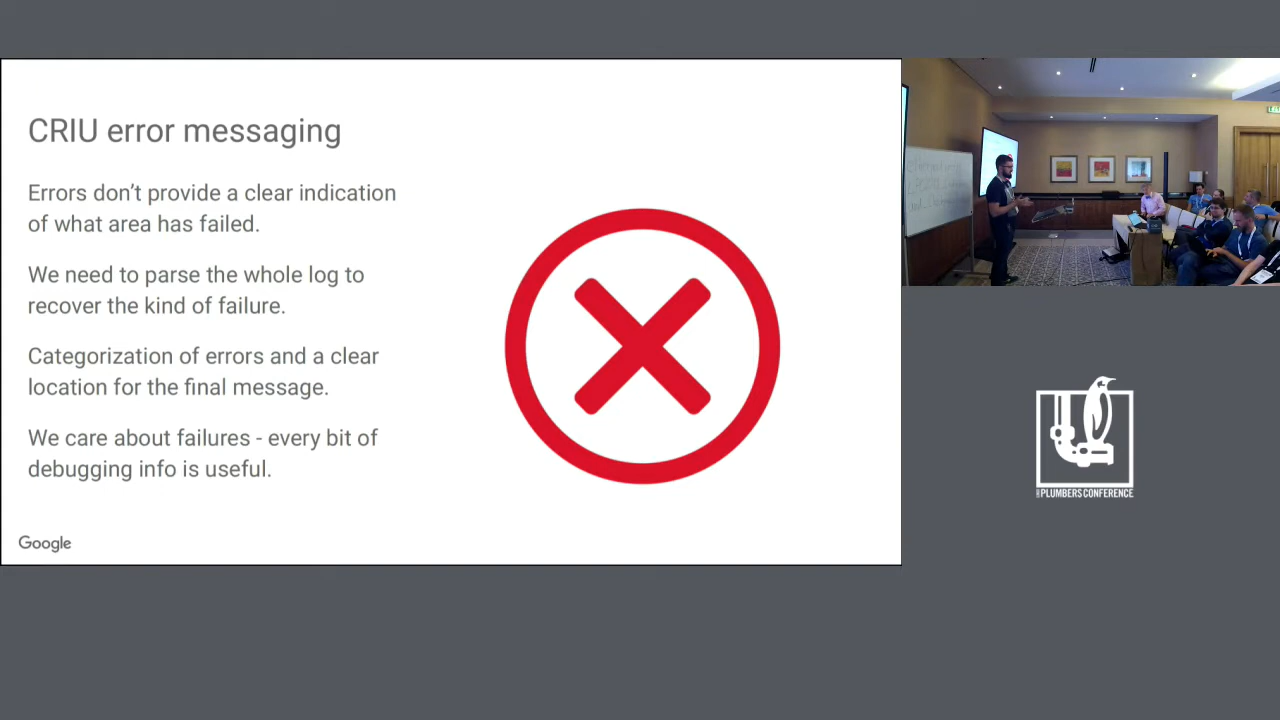 CRIU error messaging
Errors don’t provide a clear indication
of what area has failed.
We need to parse the whole log to
recover the kind of failure.
Categorization of errors and a clear
location for the final message.
We care about failures - every bit of
debugging info is useful.
Google
PLUMBERS CONFERENCE